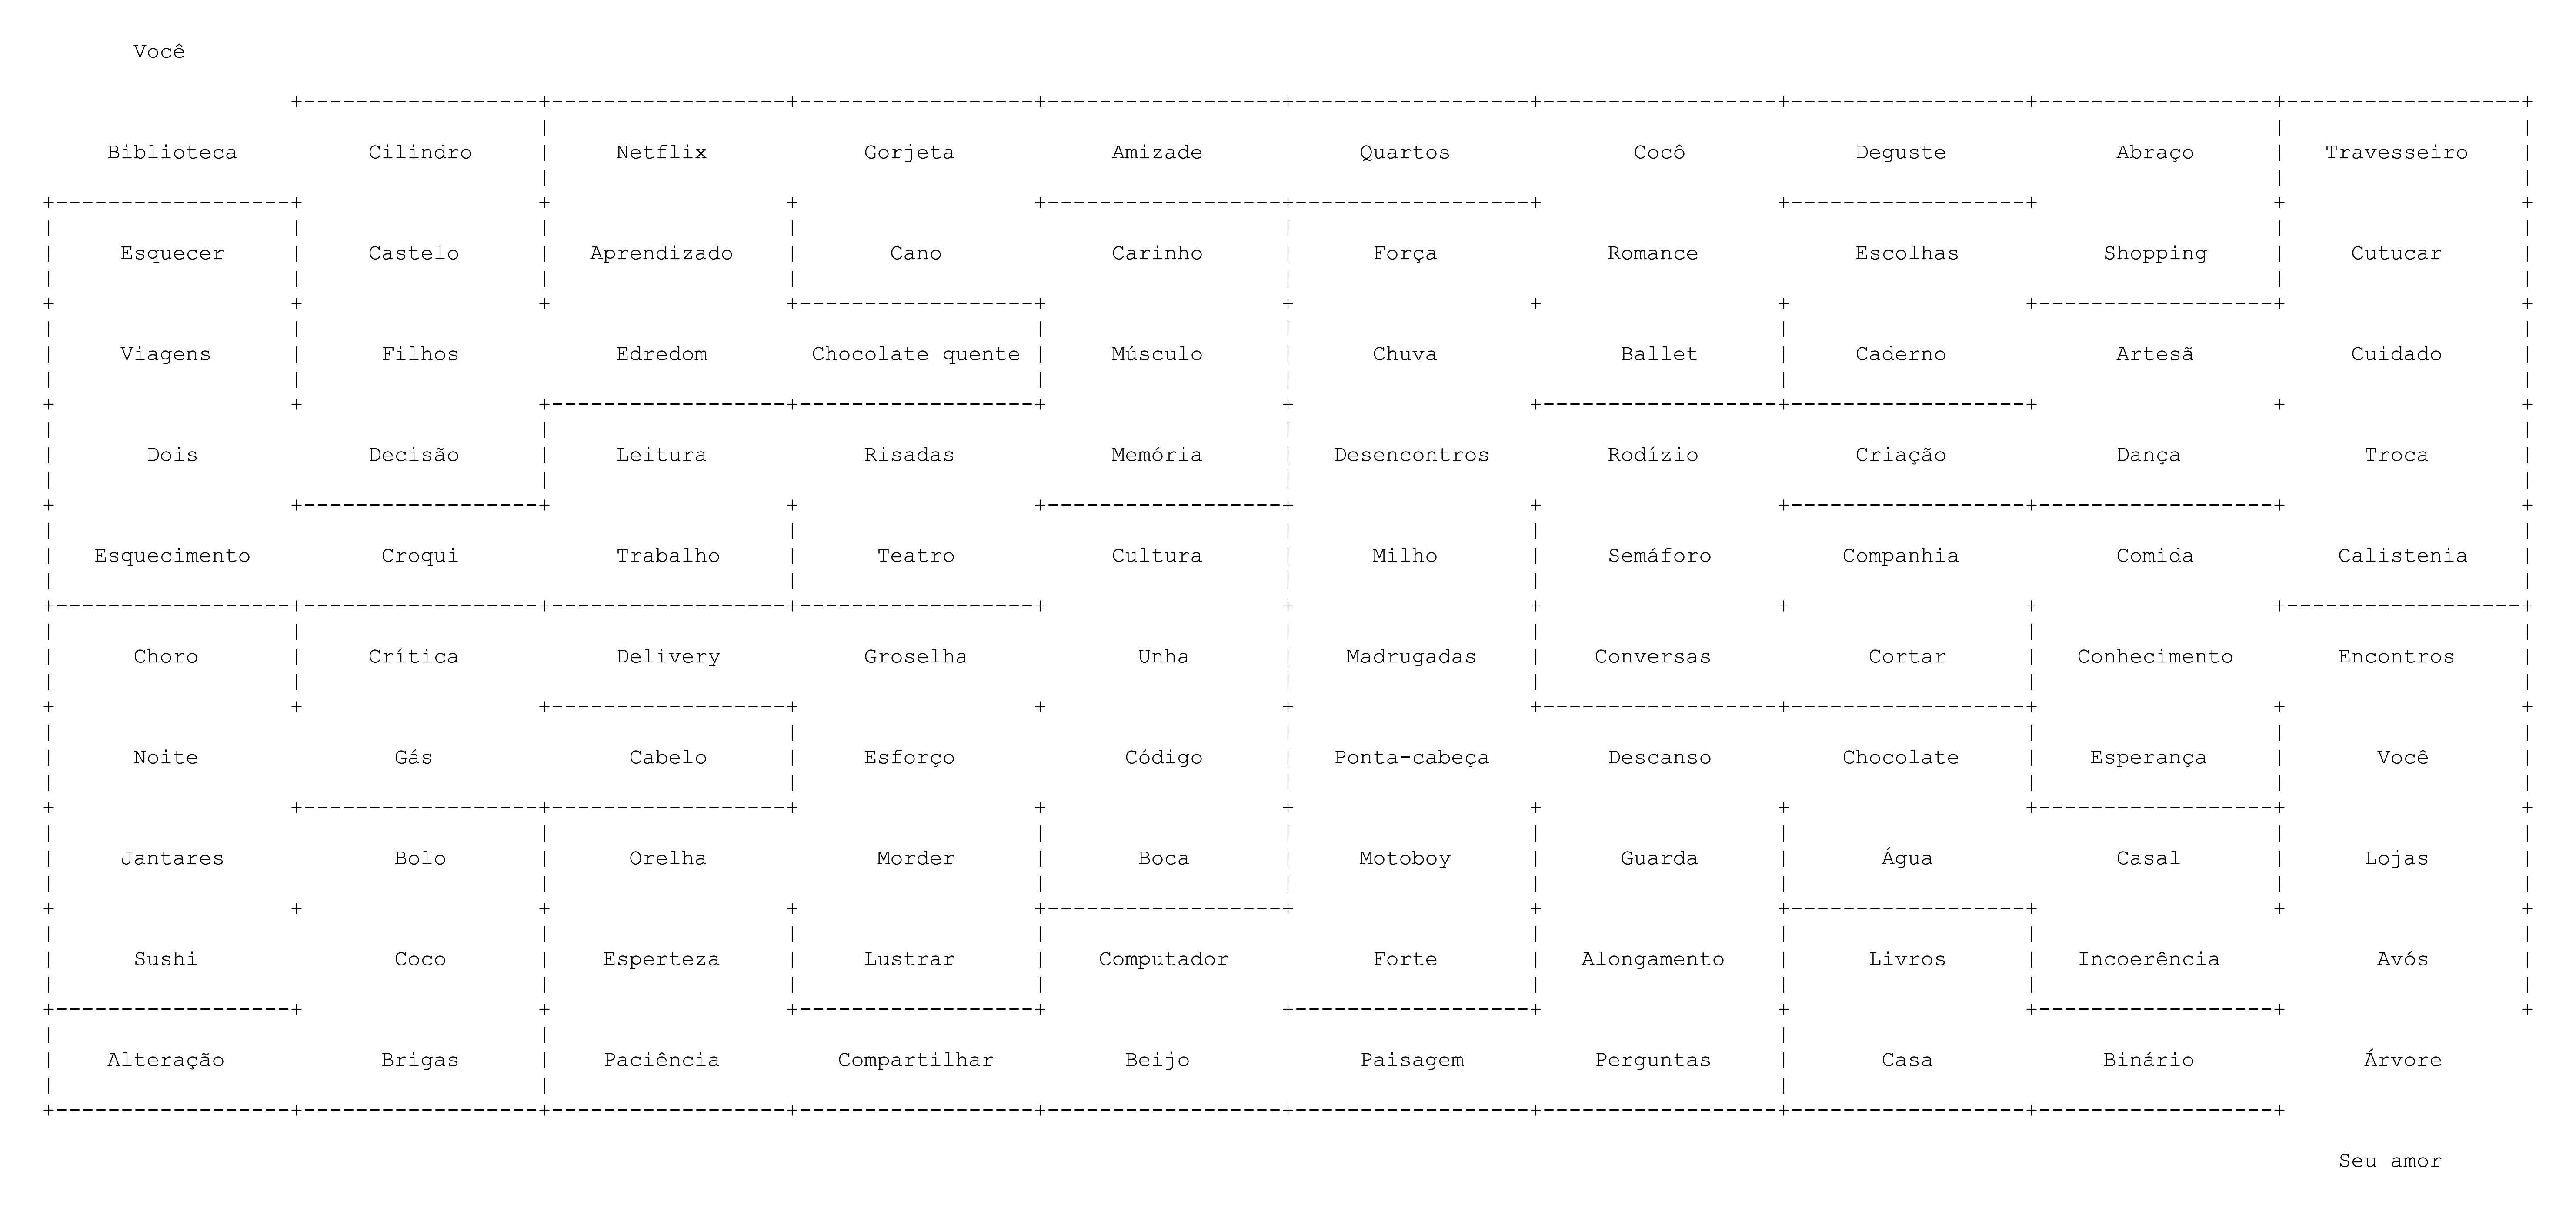 Você
Biblioteca Cilindro Netflix Gorjeta Amizade Quartos Cocô Deguste Abraço Travesseiro
Esquecer Castelo Aprendizado Cano Carinho Força Romance Escolhas Shopping Cutucar
Viagens Filhos Edredom Chocolate quente Músculo Chuva Ballet Caderno Artesã Cuidado
Dois Decisão Leitura Risadas Memória Desencontros Rodízio Criação Dança Troca
Esquecimento Croqui Trabalho Teatro Cultura Milho Semáforo Companhia Comida Calistenia
Choro Crítica Delivery Groselha Unha Madrugadas Conversas Cortar Conhecimento Encontros
Noite Gás Cabelo Esforço Código Ponta-cabeça Descanso Chocolate Esperança Você
Jantares Bolo Orelha Morder Boca Motoboy Guarda Água Casal Lojas
Sushi Coco Esperteza Lustrar Computador Forte Alongamento Livros Incoerência Avós
Alteração Brigas Paciência Compartilhar Beijo Paisagem Perguntas Casa Binário Árvore
Seu amor